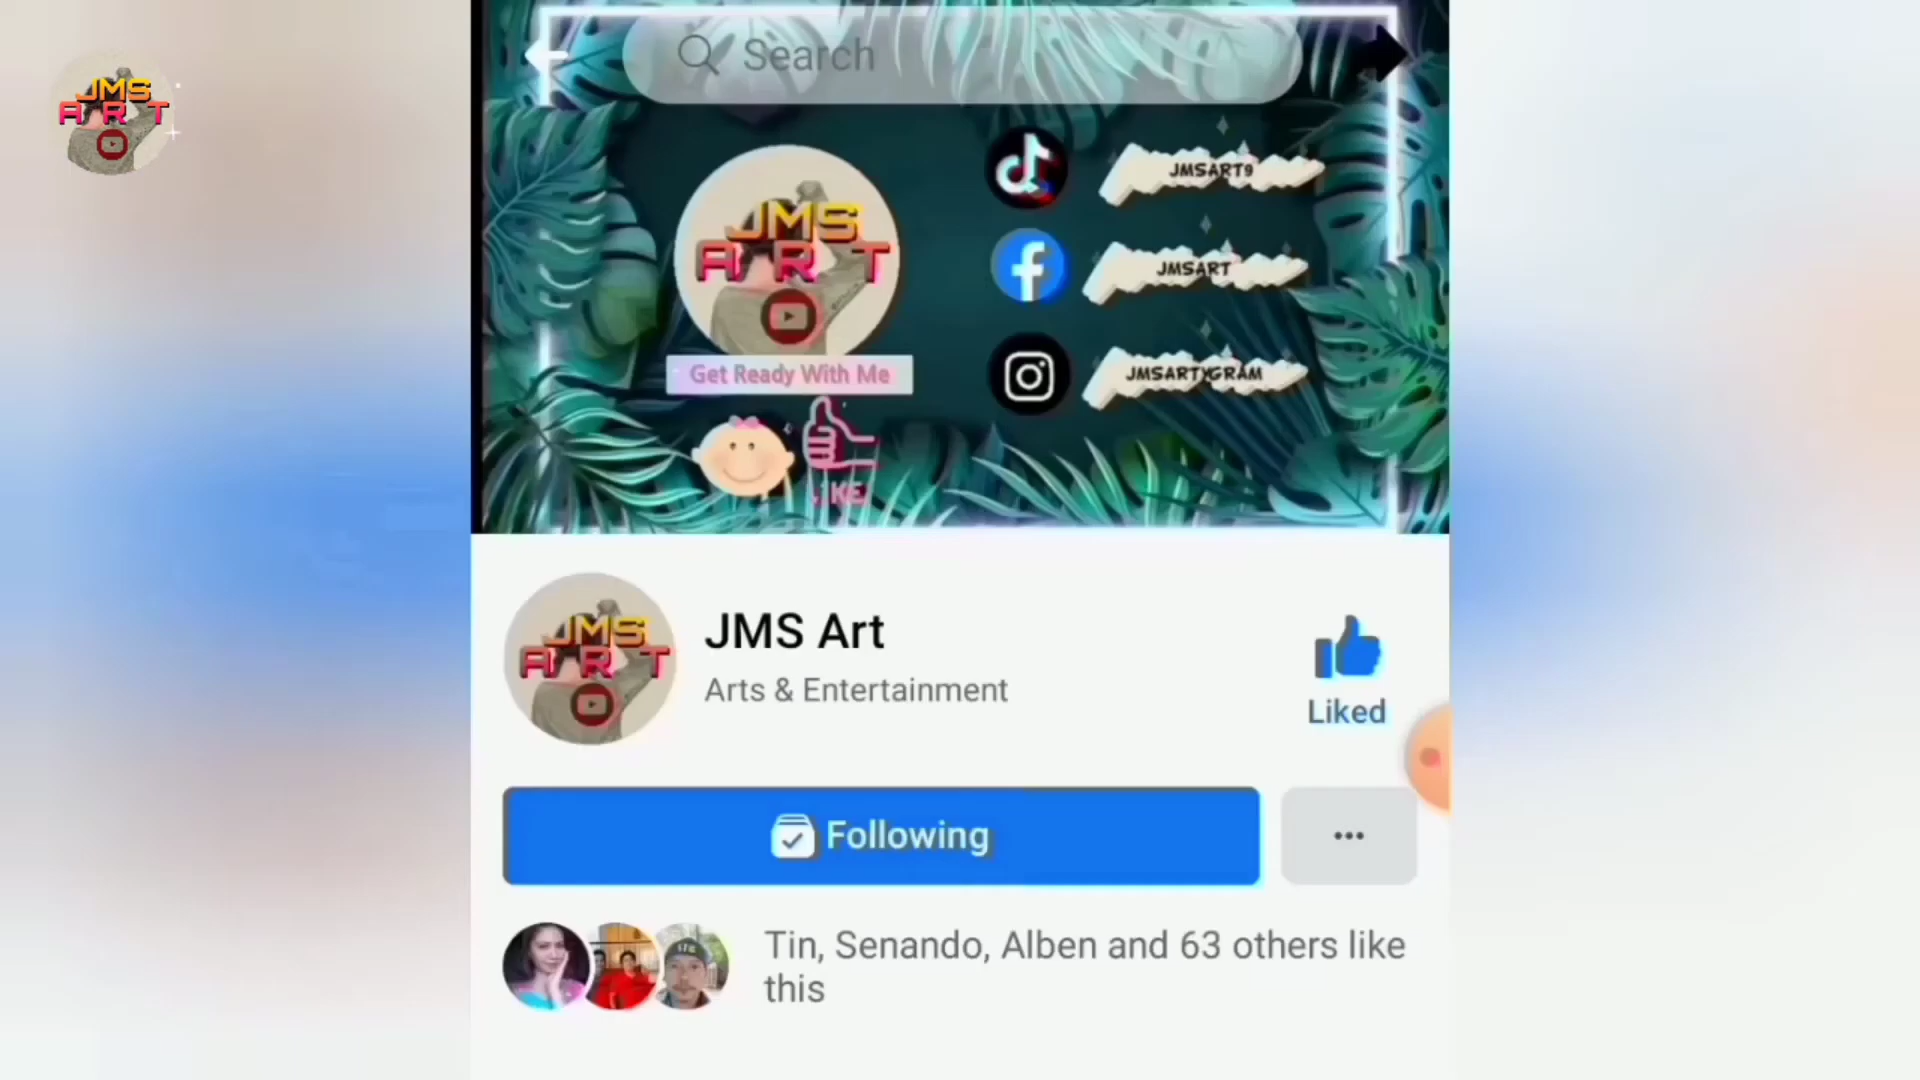 JMS
ART
Search
JMS
ART
Get Ready With Me
LIKE
JMSART9
JMSART
JMSARTYGRAM
JMS
ART
JMS Art
Arts & Entertainment
Liked
Following
Tin, Senando, Alben and 63 others like
this